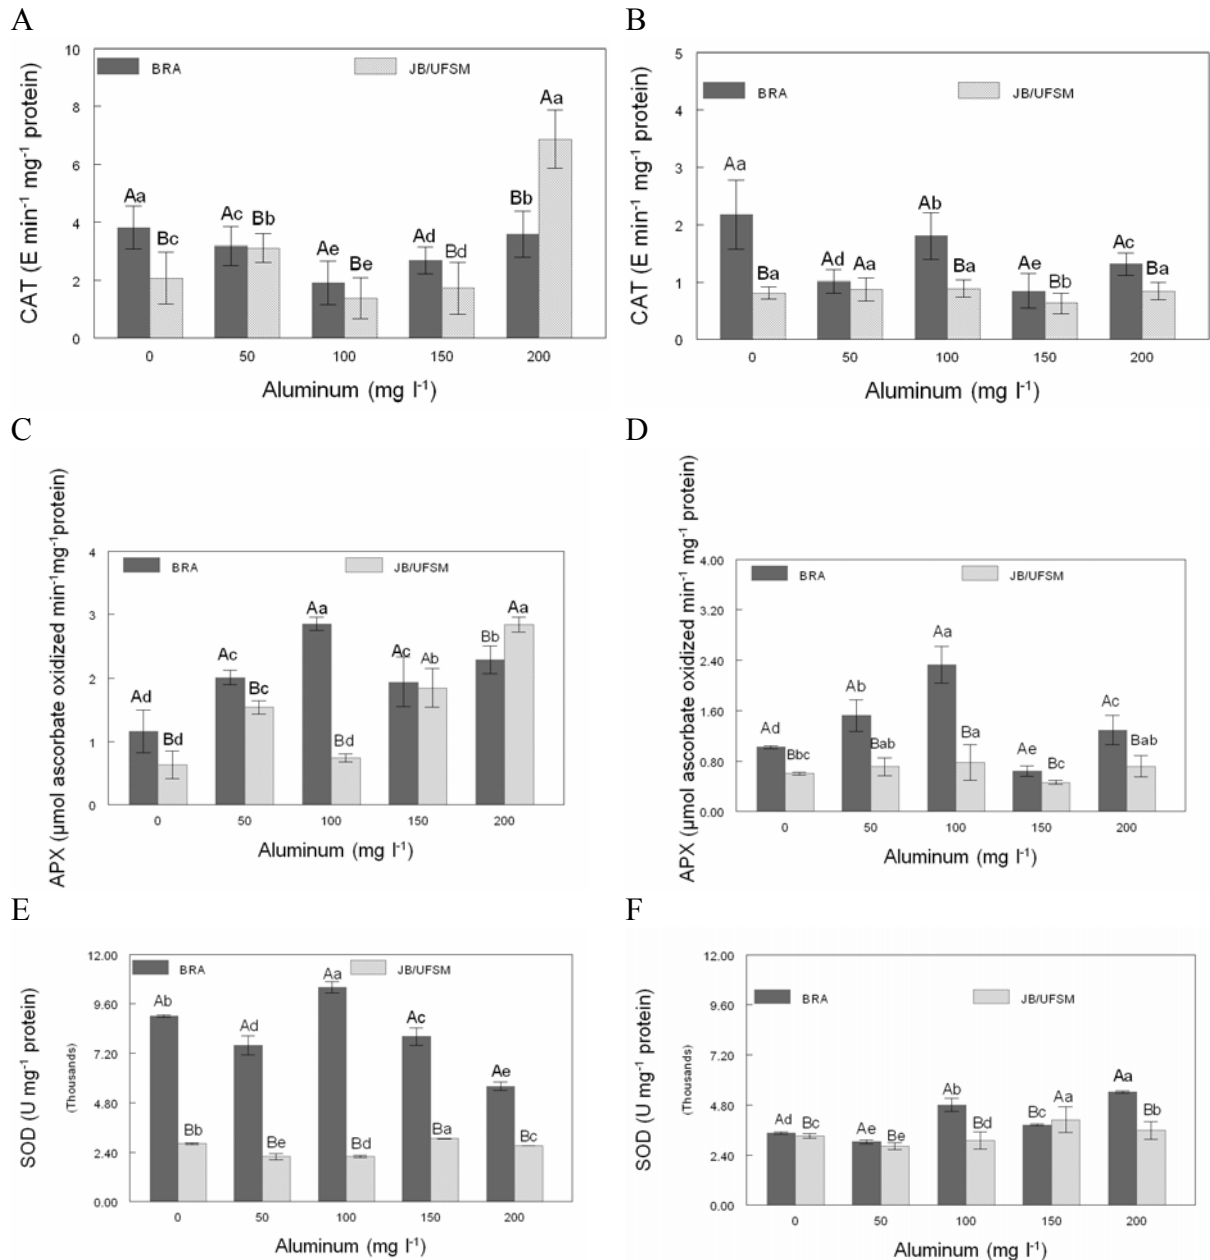 A
CAT (E min⁻¹ mg⁻¹ protein)
10
8
6
4
2
0
BRA
JB/UFSM
Aa
Bc
Ac
Bb
Ae
Be
Ad
Bd
Bb
Aa
0 50 100 150 200
Aluminum (mg l⁻¹)
B
CAT (E min⁻¹ mg⁻¹ protein)
5
4
3
2
1
0
BRA
JB/UFSM
Aa
Ba
Ad
Aa
Ab
Ba
Ae
Bb
Ac
Ba
0 50 100 150 200
Aluminum (mg l⁻¹)
C
APX (µmol ascorbate oxidized min⁻¹mg⁻¹protein)
4
3
2
1
0
BRA
JB/UFSM
Ad
Bd
Ac
Bc
Aa
Bd
Ac
Ab
Bb
Aa
0 50 100 150 200
Aluminum (mg l⁻¹)
D
APX (µmol ascorbate oxidized min⁻¹ mg⁻¹ protein)
4.00
3.20
2.40
1.60
0.80
0.00
BRA
JB/UFSM
Ad
Bbc
Ab
Bab
Aa
Ba
Ae
Bc
Ac
Bab
0 50 100 150 200
Aluminum (mg l⁻¹)
E
SOD (U mg⁻¹ protein)
(Thousands)
12.00
9.60
7.20
4.80
2.40
0.00
BRA
JB/UFSM
Ab
Bb
Ad
Be
Aa
Bd
Ac
Ba
Ae
Bc
0 50 100 150 200
Aluminum (mg l⁻¹)
F
SOD (U mg⁻¹ protein)
(Thousands)
12.00
9.60
7.20
4.80
2.40
0.00
BRA
JB/UFSM
Ad
Bc
Ae
Be
Ab
Bd
Bc
Aa
Aa
Bb
0 50 100 150 200
Aluminum (mg l⁻¹)